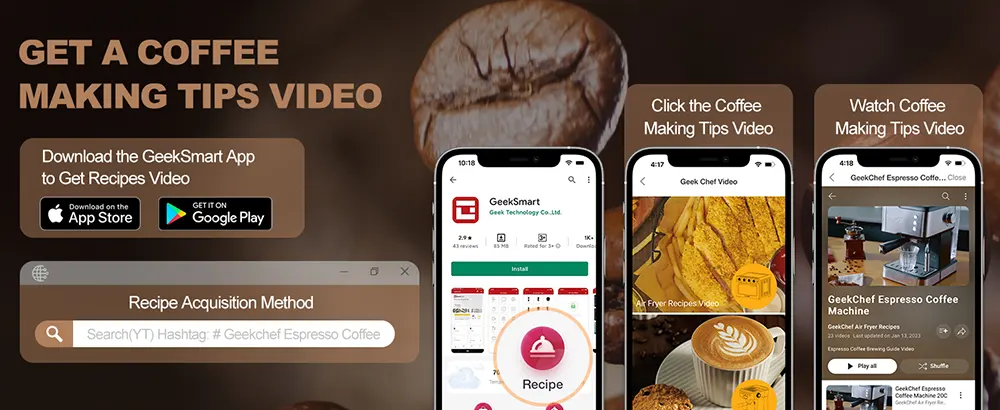 GET A COFFEE
MAKING TIPS VIDEO
Download the GeekSmart App
to Get Recipes Video
Download on the
App Store
GET IT ON
Google Play
Recipe Acquisition Method
Search(YT) Hashtag: # Geekchef Espresso Coffee
10:18
GeekSmart
Geek Technology Co.,Ltd.
2.9★
43 reviews
83 MB
3+
Rated for 3+
1K+
Install
Recipe
Click the Coffee
Making Tips Video
4:17
Geek Chef Video
Air Fryer Recipes Video
Watch Coffee
Making Tips Video
4:18
GeekChef Espresso Coffe... Close
GeekChef Espresso Coffee
Machine
GeekChef Air Fryer Recipes
23 videos Last updated on Jan 13, 2023
Espresso Coffee Brewing Guide Video
Play all
Shuffle
GeekChef Espresso
Coffee Machine 20C
GeekChef Air Fryer Re...